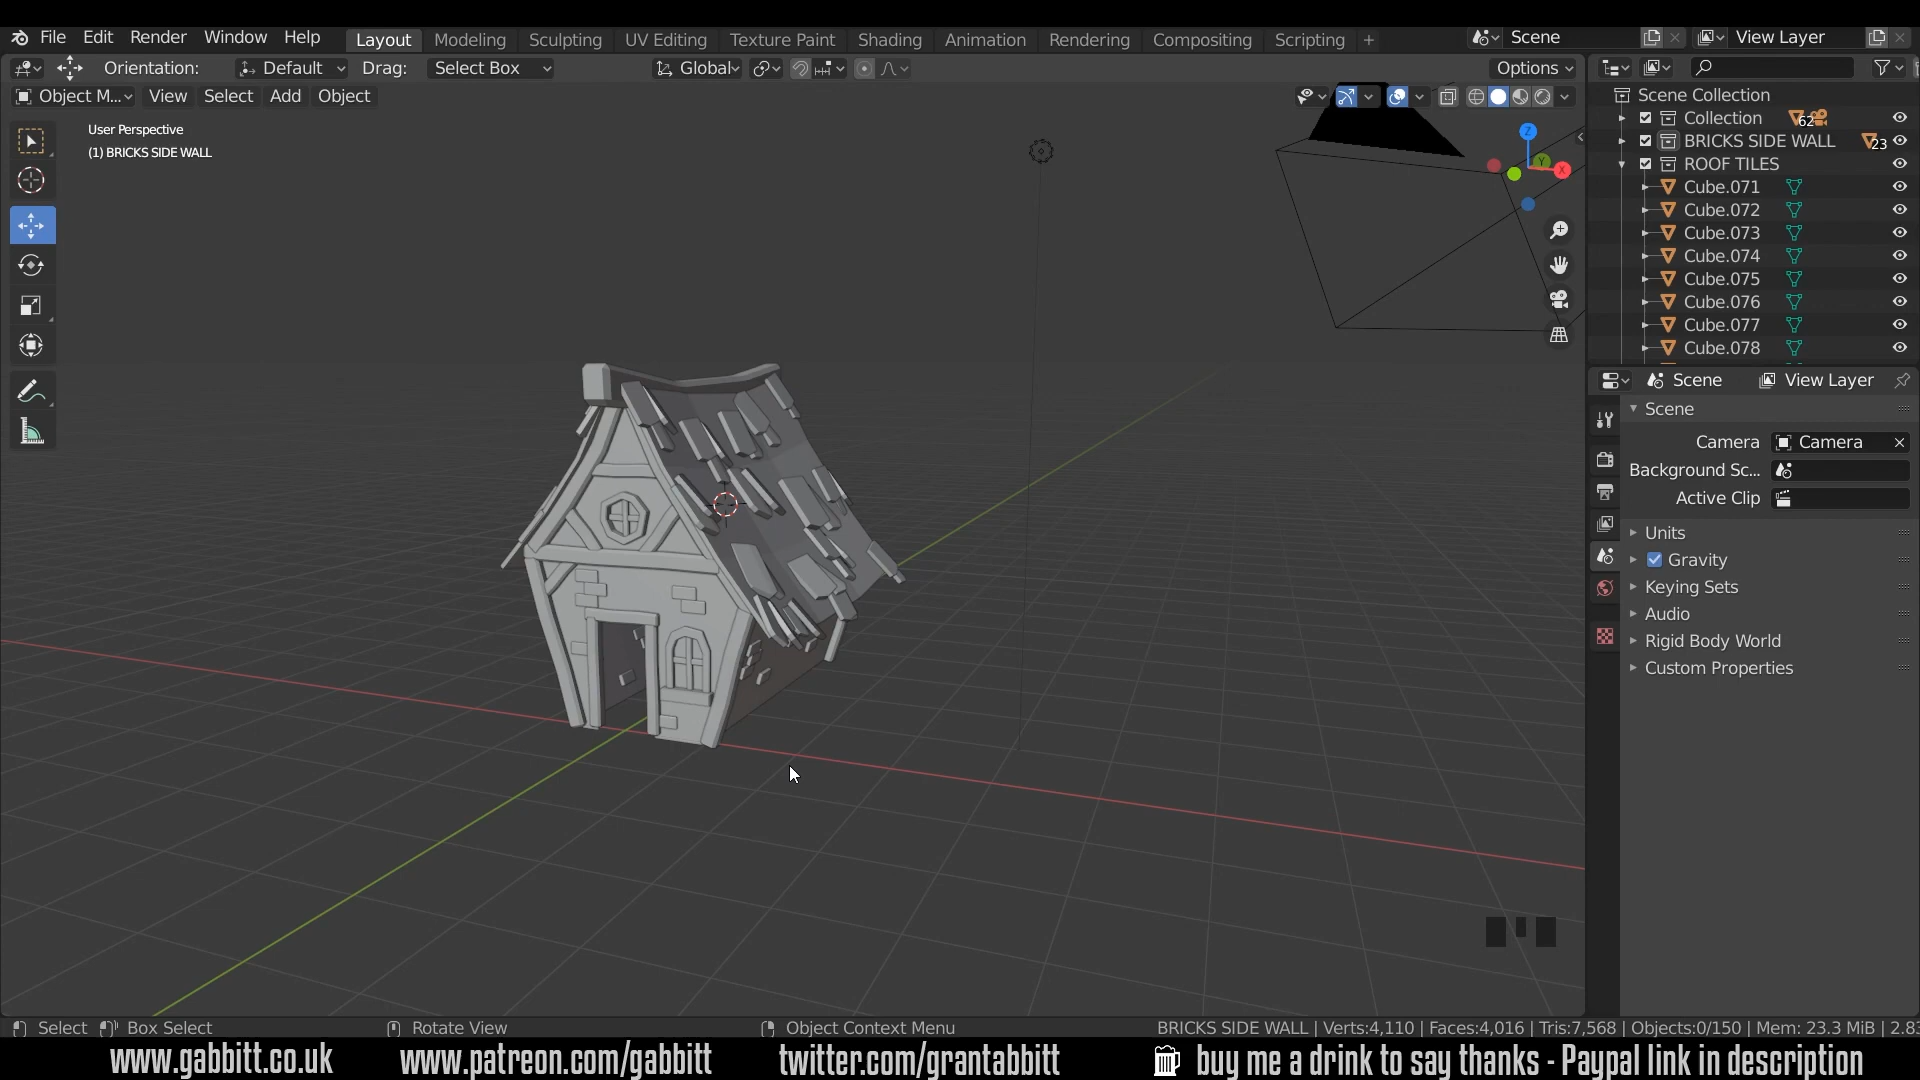 File Edit Render Window Help Layout Modeling Sculpting UV Editing Texture Paint Shading Animation Rendering Compositing Scripting + Scene View Layer
Orientation: Default Drag: Select Box Global Options
Object M... View Select Add Object
User Perspective
(1) BRICKS SIDE WALL
Z
Y
X
Scene Collection
Collection 62
BRICKS SIDE WALL 23
ROOF TILES
Cube.071
Cube.072
Cube.073
Cube.074
Cube.075
Cube.076
Cube.077
Cube.078
Scene View Layer
Scene
Camera Camera
Background Sc...
Active Clip
Units
Gravity
Keying Sets
Audio
Rigid Body World
Custom Properties
Select Box Select Rotate View Object Context Menu BRICKS SIDE WALL | Verts:4,110 | Faces:4,016 | Tris:7,568 | Objects:0/150 | Mem: 23.3 MiB | 2.83
www.gabbitt.co.uk www.patreon.com/gabbitt twitter.com/grantabbitt buy me a drink to say thanks - Paypal link in description